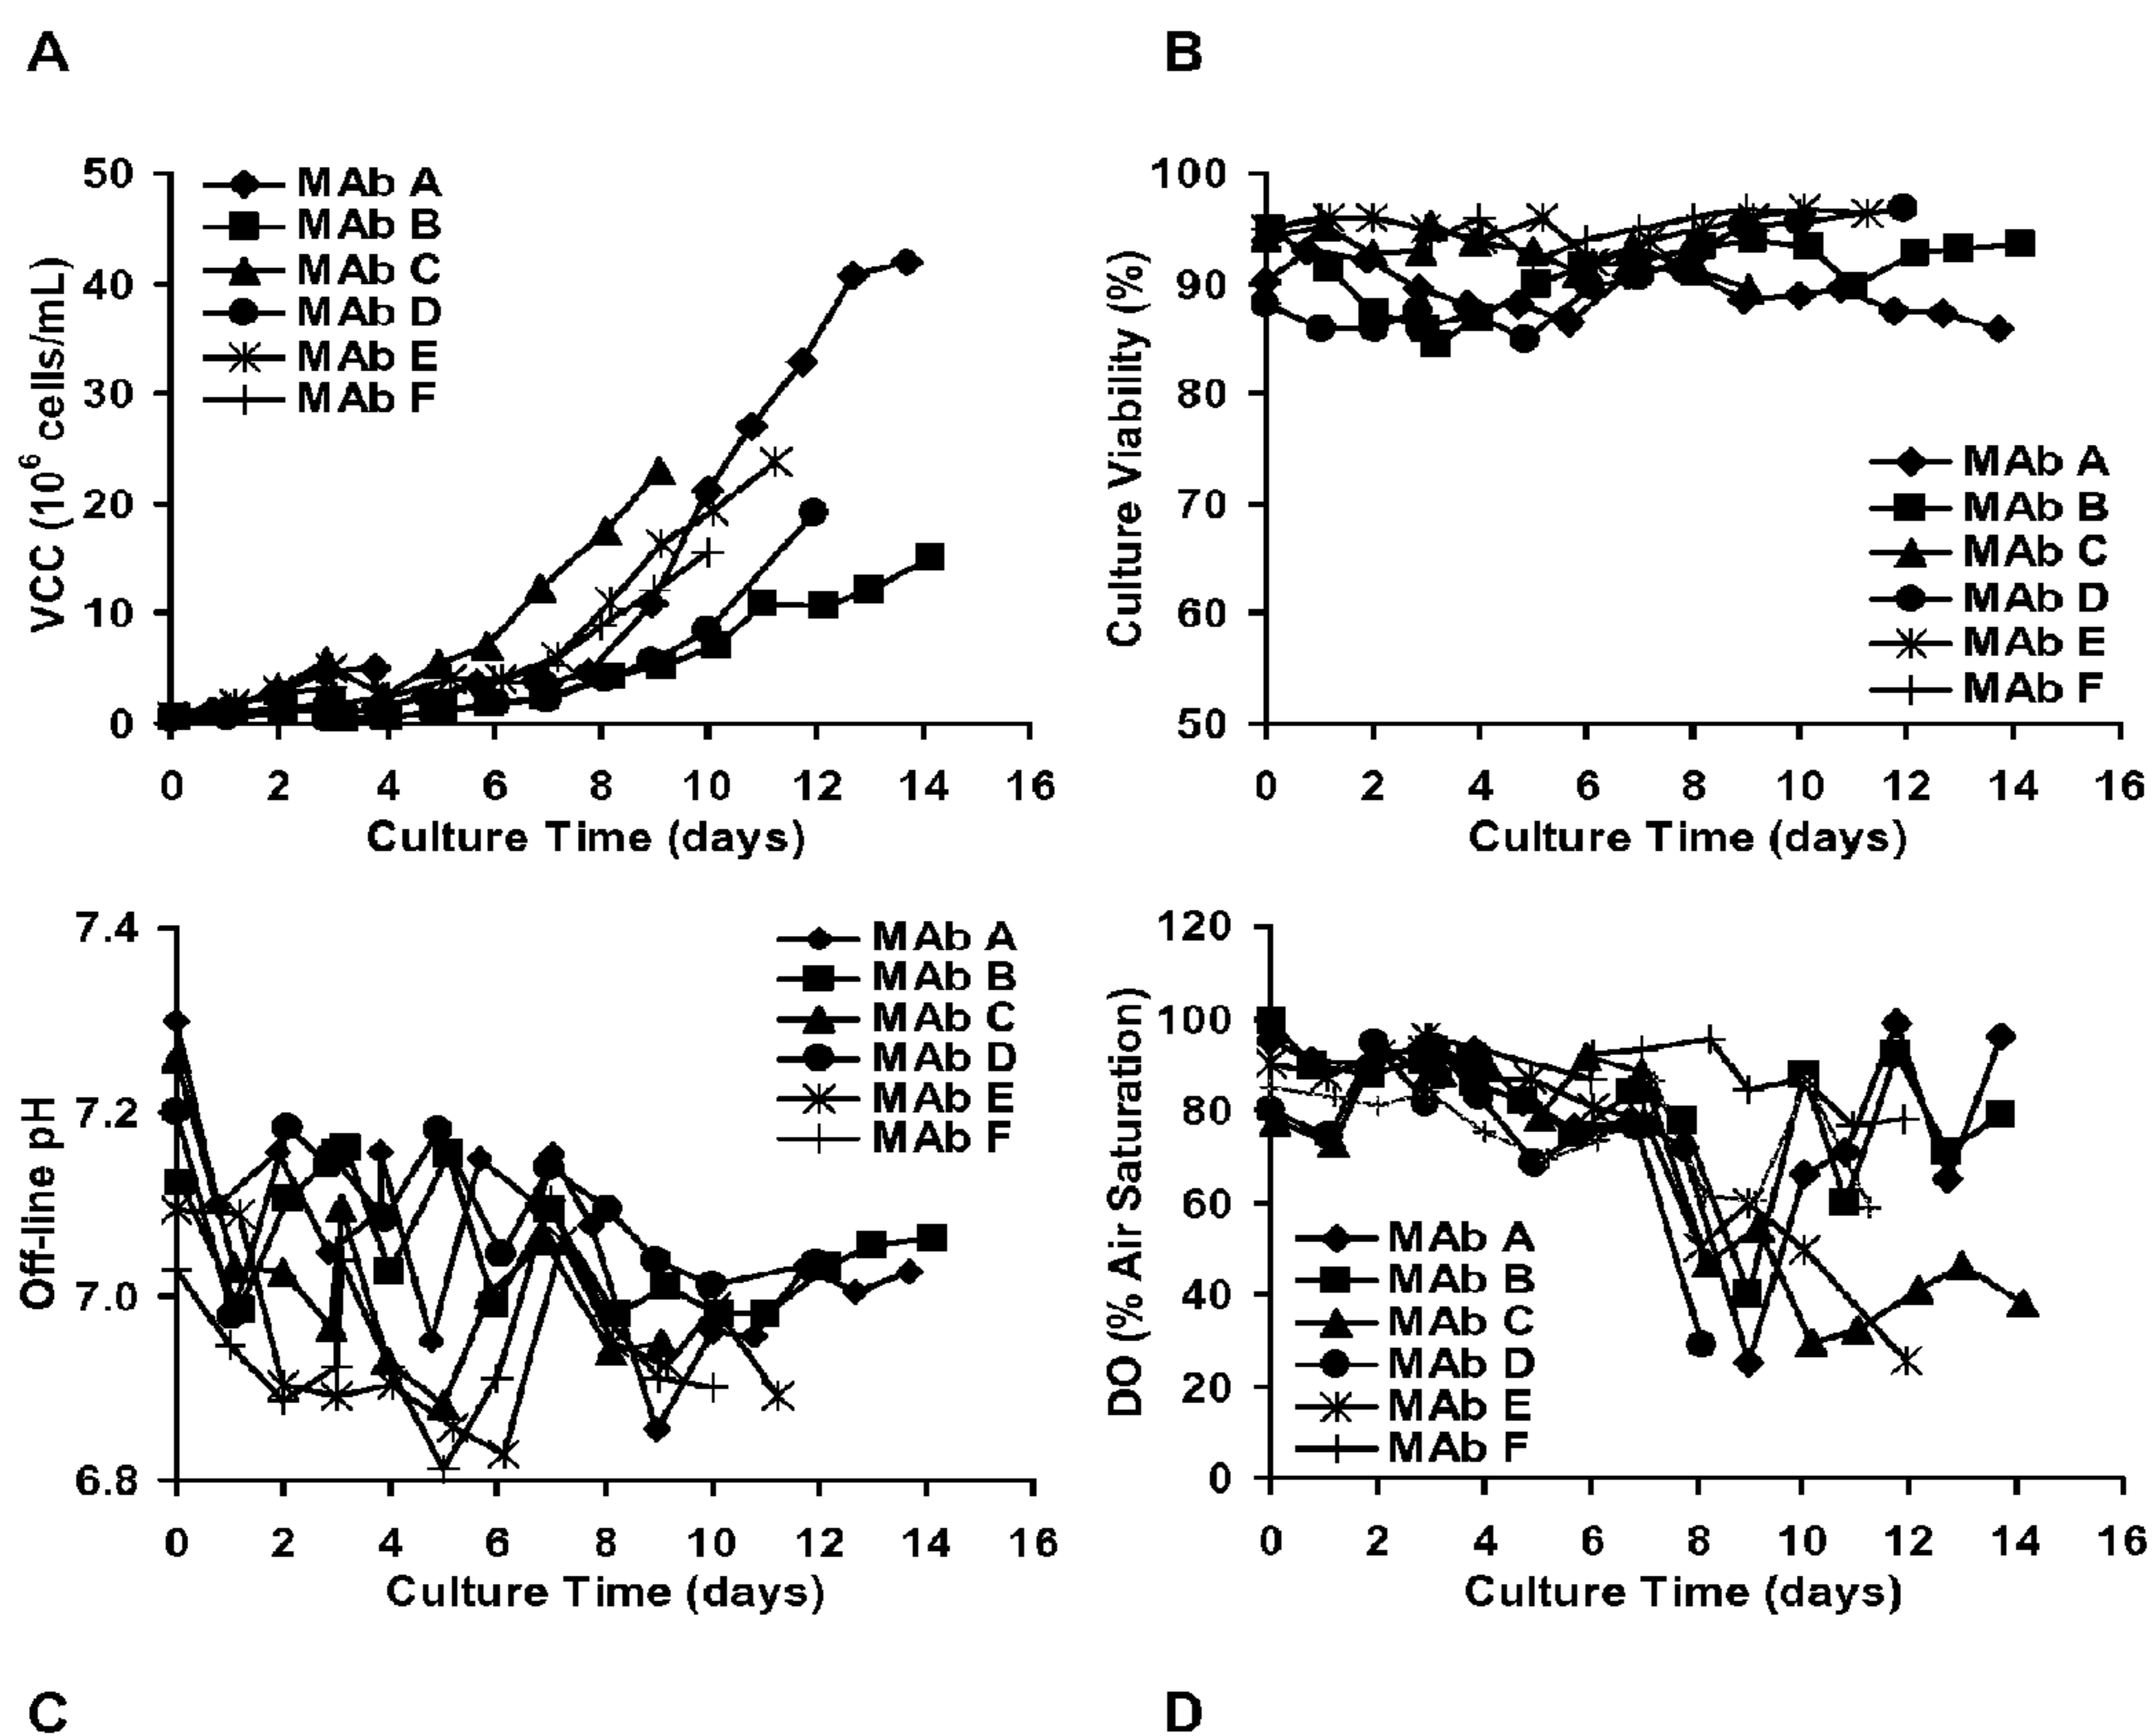 A
VCC (10⁶ cells/mL)
50
40
30
20
10
0
MAb A
MAb B
MAb C
MAb D
MAb E
MAb F
0 2 4 6 8 10 12 14 16
Culture Time (days)
B
Culture Viability (%)
100
90
80
70
60
50
MAb A
MAb B
MAb C
MAb D
MAb E
MAb F
0 2 4 6 8 10 12 14 16
Culture Time (days)
Off-line pH
7.4
7.2
7.0
6.8
MAb A
MAb B
MAb C
MAb D
MAb E
MAb F
0 2 4 6 8 10 12 14 16
Culture Time (days)
C
DO (% Air Saturation)
120
100
80
60
40
20
0
MAb A
MAb B
MAb C
MAb D
MAb E
MAb F
0 2 4 6 8 10 12 14 16
Culture Time (days)
D